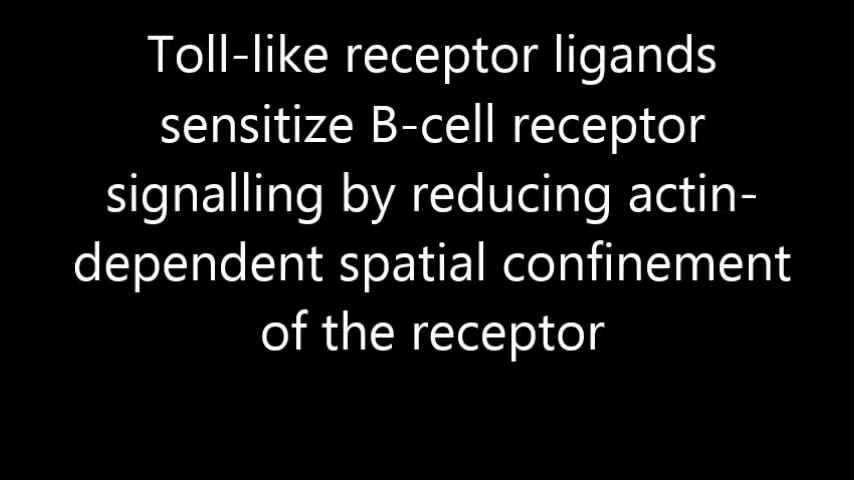 Toll-like receptor ligands
sensitize B-cell receptor
signalling by reducing actin-
dependent spatial confinement
of the receptor